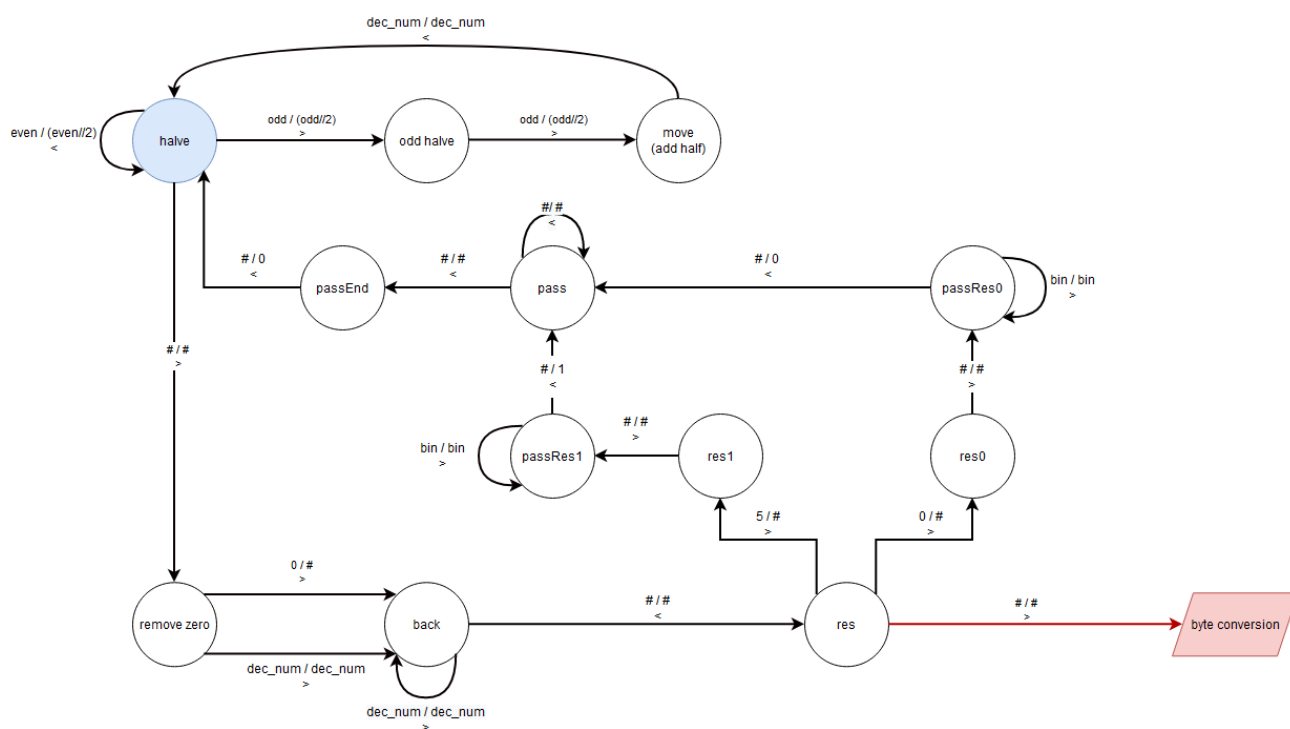 dec_num / dec_num
<
even / (even//2)
<
halve
odd / (odd//2)
>
odd halve
odd / (odd//2)
>
move
(add half)
#/ #
<
# / 0
<
passEnd
# / #
<
pass
# / 0
<
passRes0
bin / bin
>
# / #
>
# / 1
<
# / #
>
bin / bin
>
passRes1
# / #
>
res1
res0
5 / #
>
0 / #
>
remove zero
0 / #
>
back
# / #
<
res
# / #
>
byte conversion
dec_num / dec_num
>
dec_num / dec_num
>